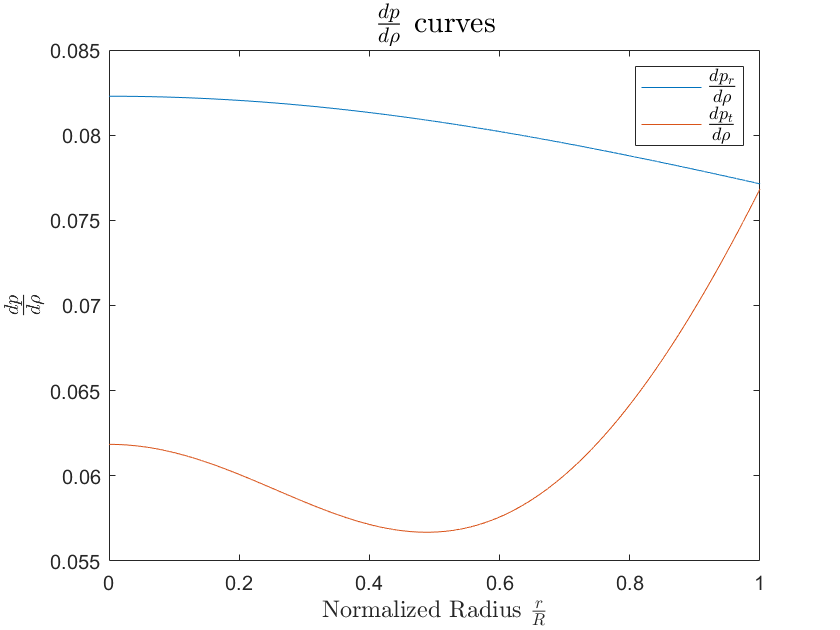 dp/dρ curves
0.085
dp_r/dρ
dp_t/dρ
0.08
0.075
0.07
dp/dρ
0.065
0.06
0.055
0 0.2 0.4 0.6 0.8 1
Normalized Radius r/R